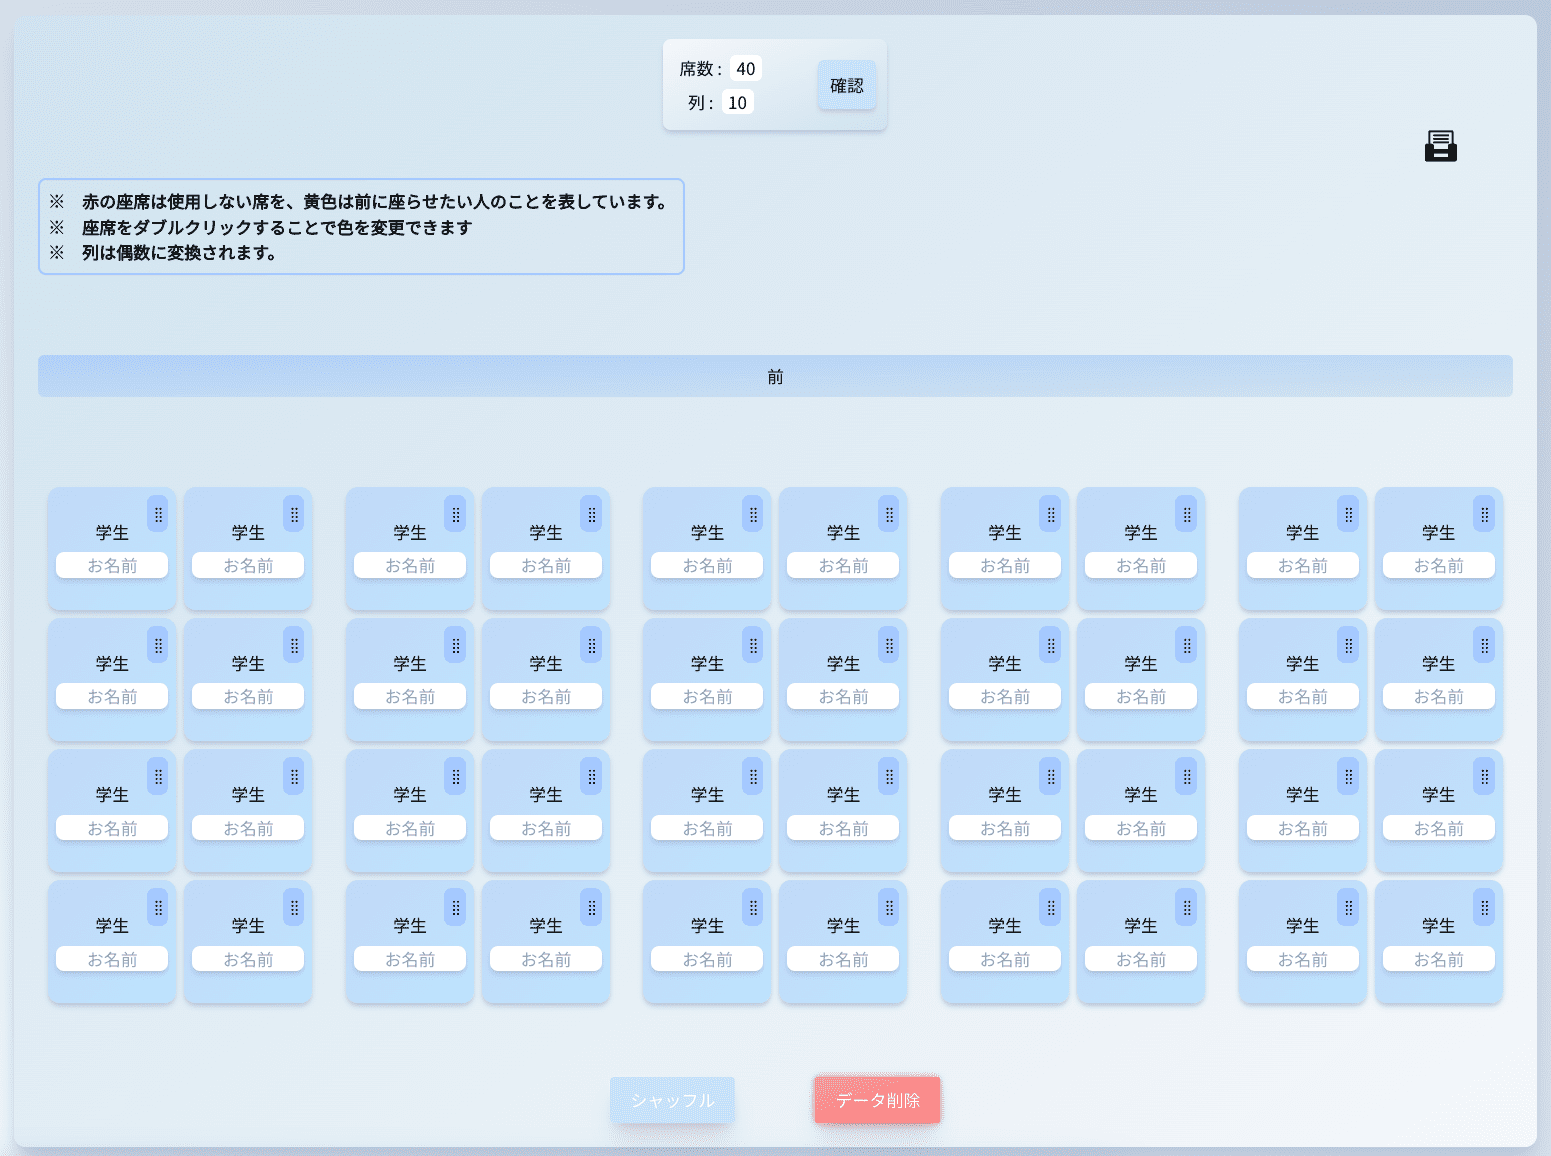 席数： 40
列： 10
確認
※　赤の座席は使用しない席を、黄色は前に座らせたい人のことを表しています。
※　座席をダブルクリックすることで色を変更できます
※　列は偶数に変換されます。
前
学生 学生 学生 学生 学生 学生 学生 学生 学生 学生
お名前 お名前 お名前 お名前 お名前 お名前 お名前 お名前 お名前 お名前
学生 学生 学生 学生 学生 学生 学生 学生 学生 学生
お名前 お名前 お名前 お名前 お名前 お名前 お名前 お名前 お名前 お名前
学生 学生 学生 学生 学生 学生 学生 学生 学生 学生
お名前 お名前 お名前 お名前 お名前 お名前 お名前 お名前 お名前 お名前
学生 学生 学生 学生 学生 学生 学生 学生 学生 学生
お名前 お名前 お名前 お名前 お名前 お名前 お名前 お名前 お名前 お名前
シャッフル データ削除